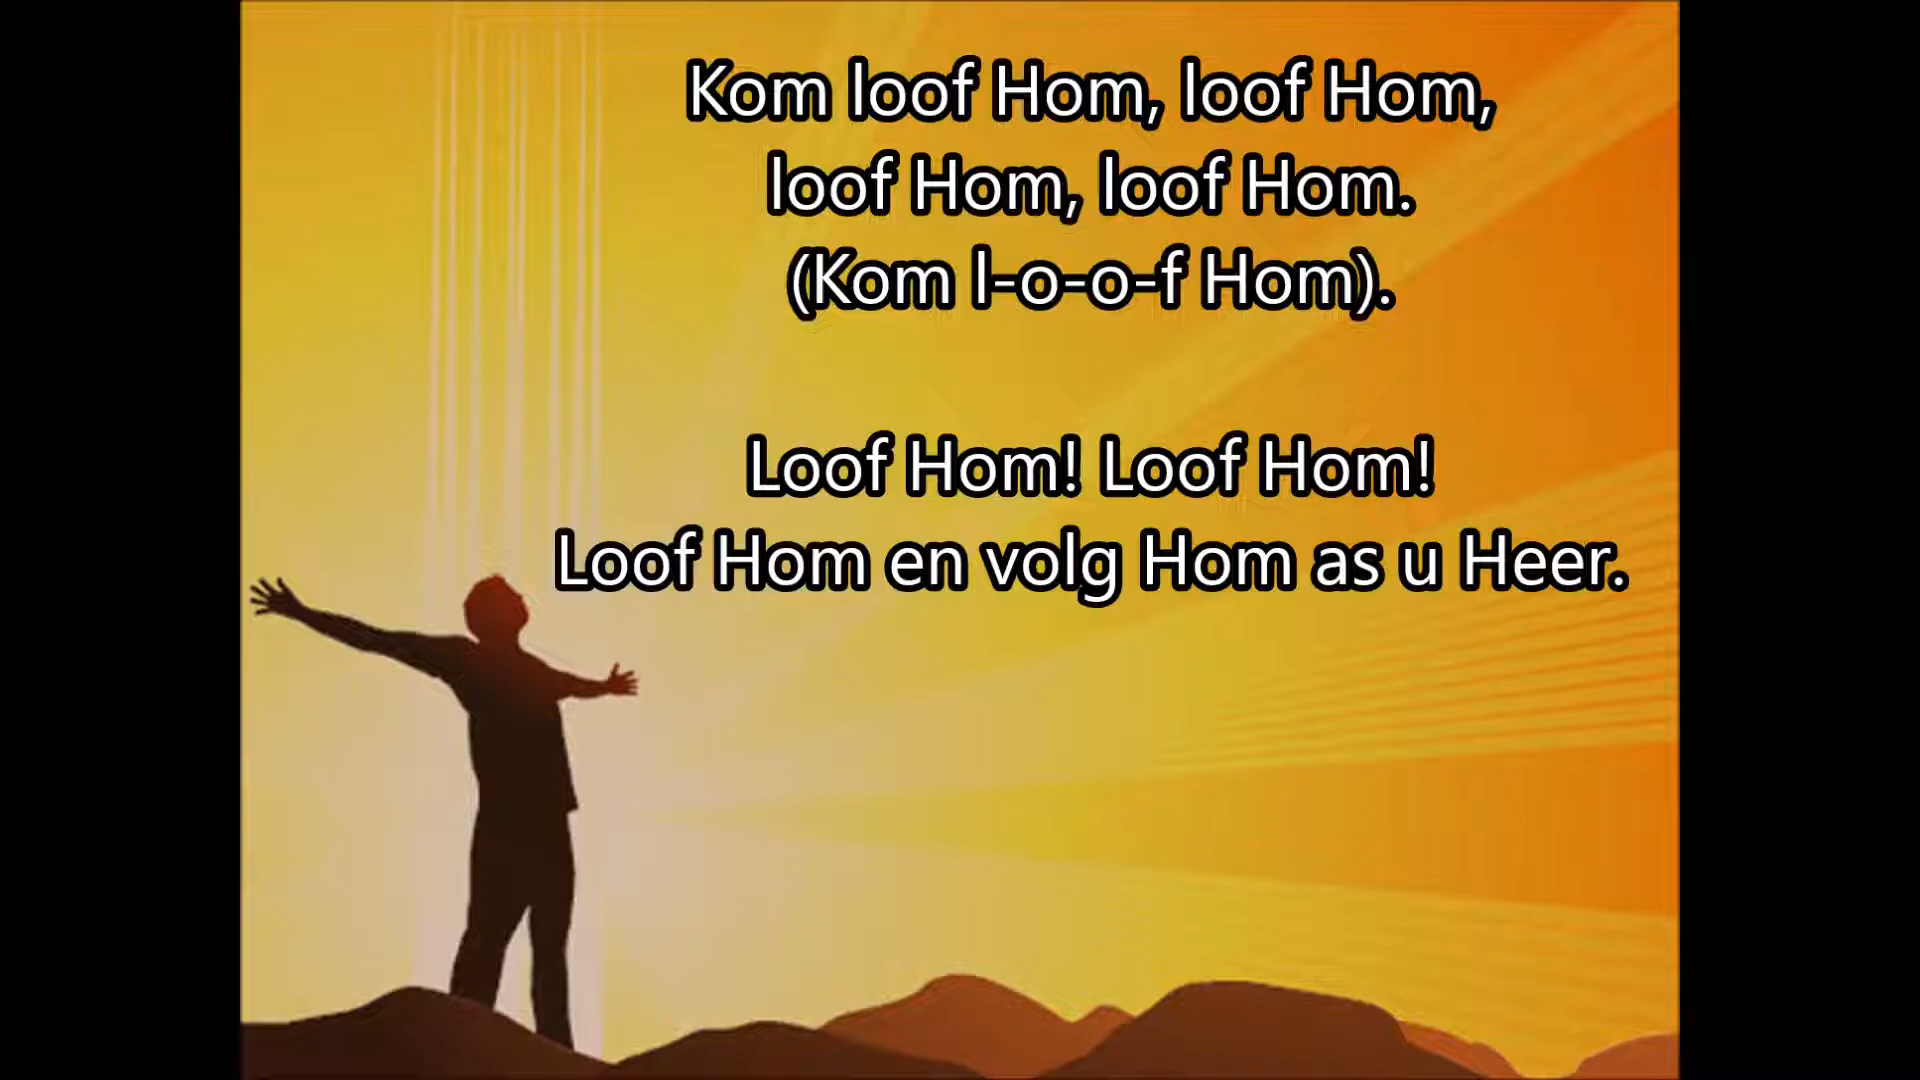 Kom loof Hom, loof Hom,
loof Hom, loof Hom.
(Kom l-o-o-f Hom).
Loof Hom! Loof Hom!
Loof Hom en volg Hom as u Heer.